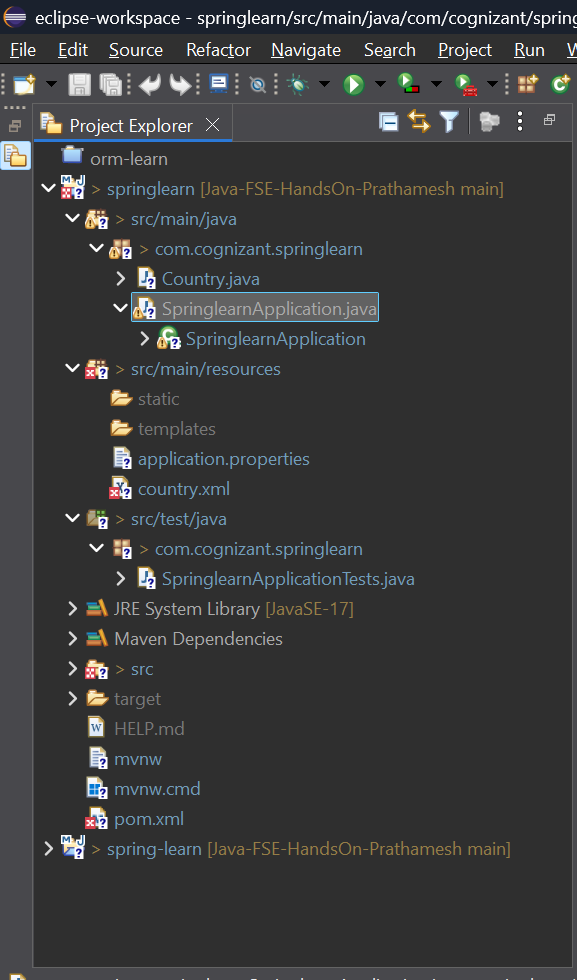 eclipse-workspace - springlearn/src/main/java/com/cognizant/spring
File Edit Source Refactor Navigate Search Project Run
Project Explorer
orm-learn
> springlearn [Java-FSE-HandsOn-Prathamesh main]
> src/main/java
> com.cognizant.springlearn
Country.java
SpringlearnApplication.java
SpringlearnApplication
> src/main/resources
static
templates
application.properties
country.xml
> src/test/java
> com.cognizant.springlearn
SpringlearnApplicationTests.java
JRE System Library [JavaSE-17]
Maven Dependencies
> src
target
HELP.md
mvnw
mvnw.cmd
pom.xml
> spring-learn [Java-FSE-HandsOn-Prathamesh main]